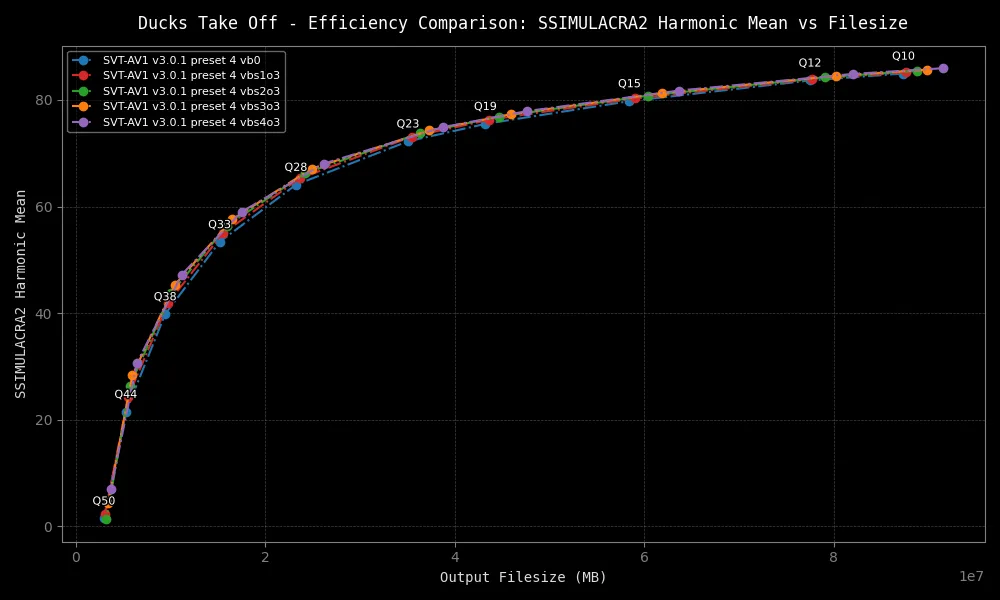 Ducks Take Off - Efficiency Comparison: SSIMULACRA2 Harmonic Mean vs Filesize
SVT-AV1 v3.0.1 preset 4 vb0
SVT-AV1 v3.0.1 preset 4 vbs1o3
SVT-AV1 v3.0.1 preset 4 vbs2o3
SVT-AV1 v3.0.1 preset 4 vbs3o3
SVT-AV1 v3.0.1 preset 4 vbs4o3
Q10
Q12
Q15
Q19
Q23
Q28
Q33
Q38
Q44
Q50
80
60
40
20
0
SSIMULACRA2 Harmonic Mean
0 2 4 6 8
1e7
Output Filesize (MB)